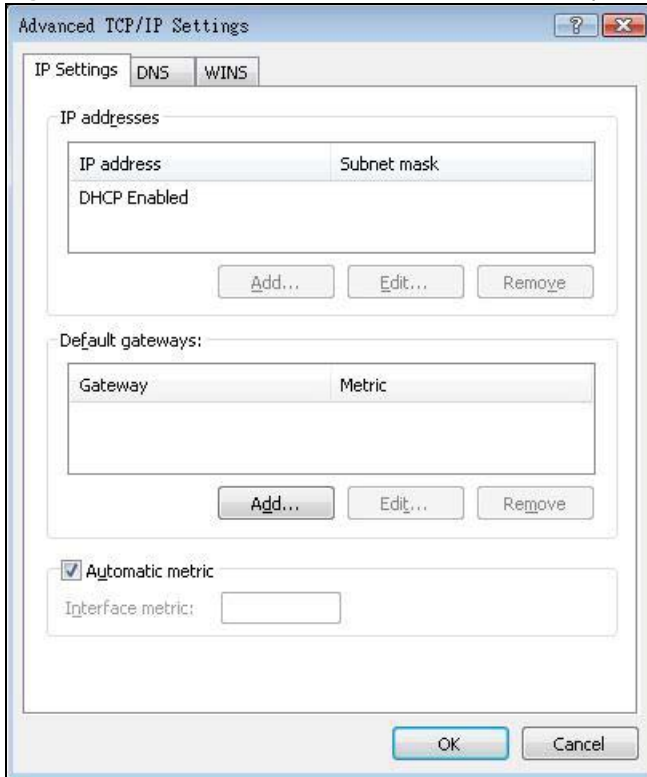 Advanced TCP/IP Settings
IP Settings DNS WINS
IP addresses
IP address Subnet mask
DHCP Enabled
Add... Edit... Remove
Default gateways:
Gateway Metric
Add... Edit... Remove
Automatic metric
Interface metric:
OK Cancel